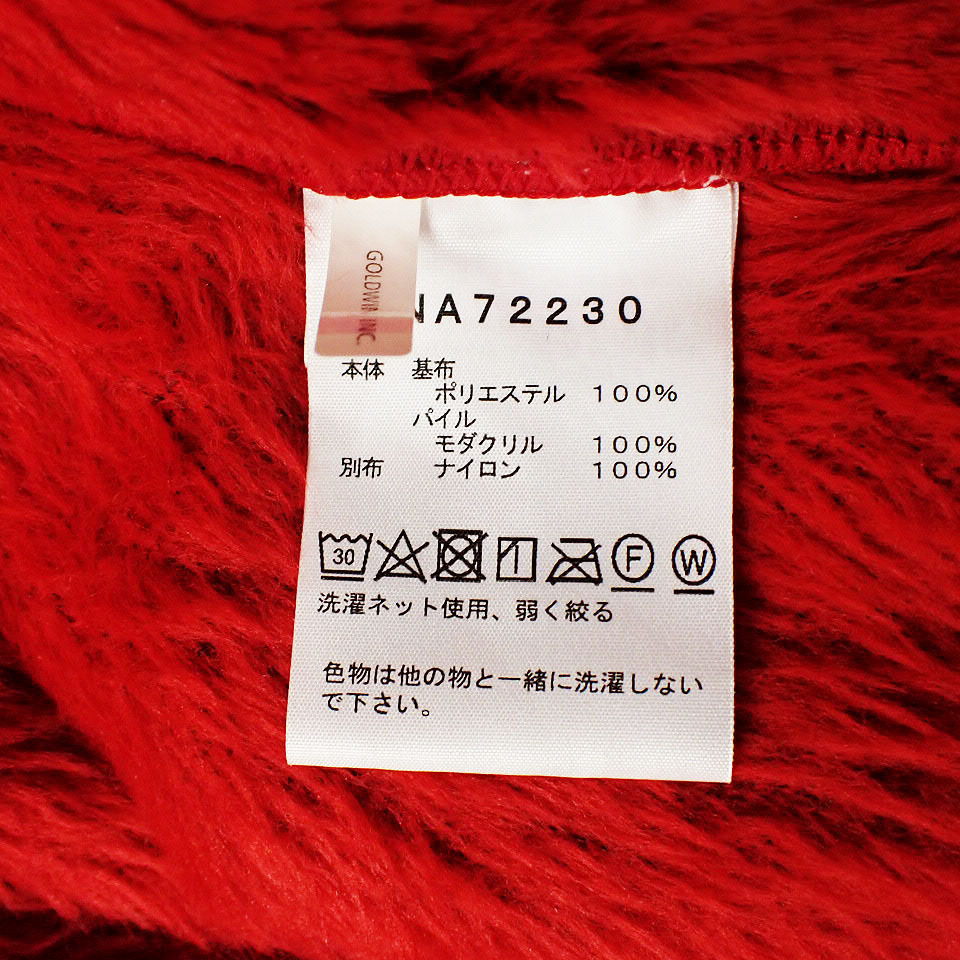 GOLDWIN INC
NA72230
本体 基布
ポリエステル 100%
パイル
モダクリル 100%
別布 ナイロン 100%
30 F W
洗濯ネット使用、弱く絞る
色物は他の物と一緒に洗濯しない
で下さい。